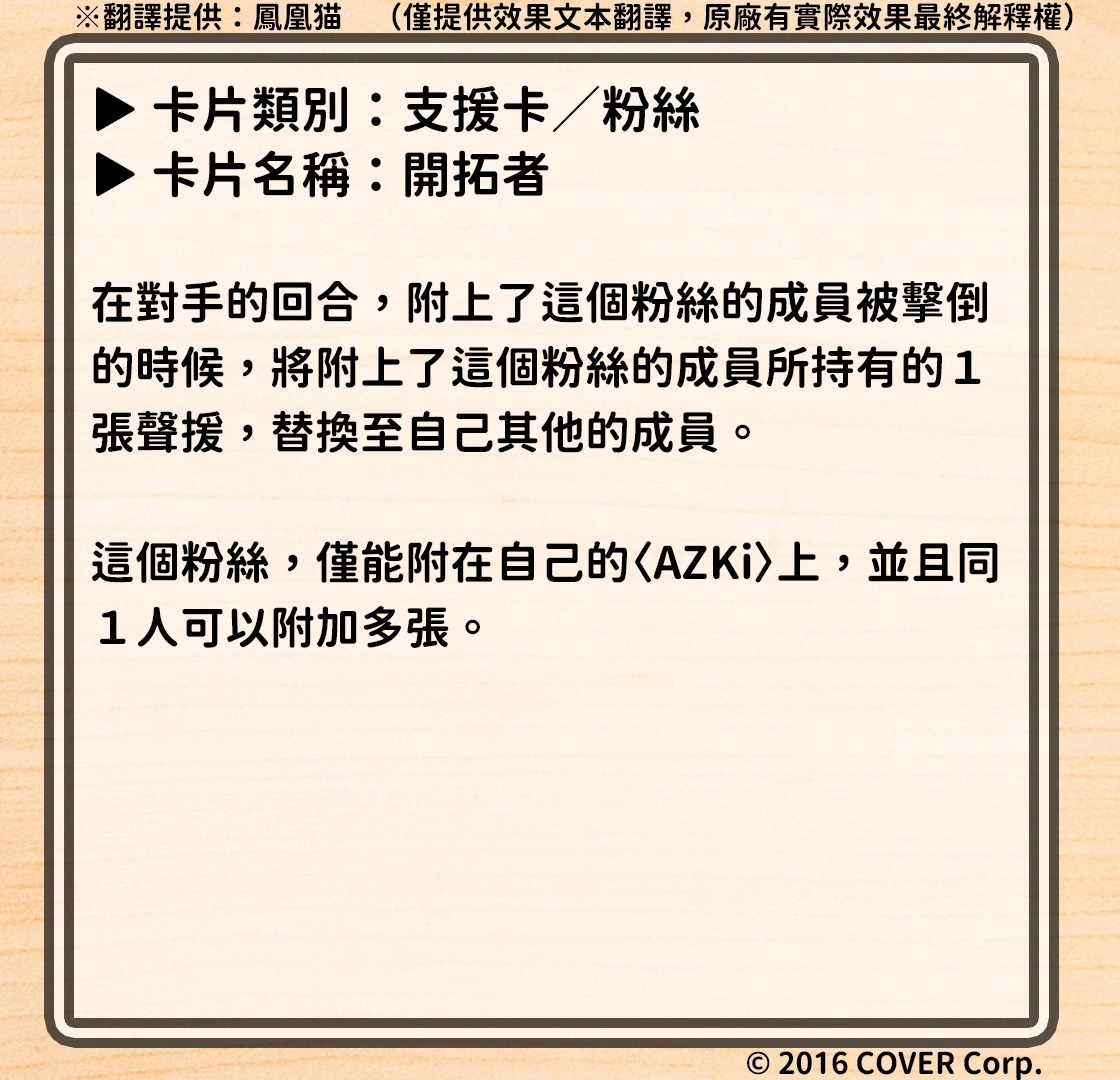 ※翻譯提供：鳳凰猫　（僅提供效果文本翻譯，原廠有實際效果最終解釋權）
▶ 卡片類別：支援卡／粉絲
▶ 卡片名稱：開拓者
在對手的回合，附上了這個粉絲的成員被擊倒
的時候，將附上了這個粉絲的成員所持有的１
張聲援，替換至自己其他的成員。
這個粉絲，僅能附在自己的〈AZKi〉上，並且同
１人可以附加多張。
© 2016 COVER Corp.